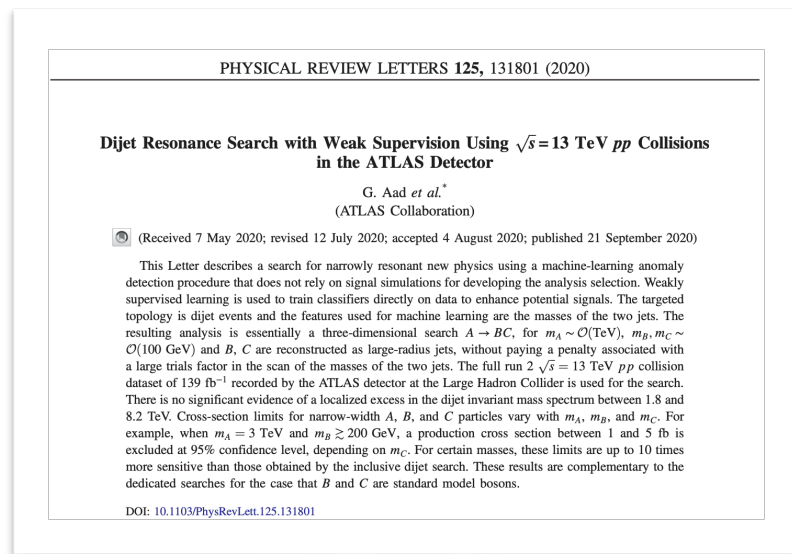 PHYSICAL REVIEW LETTERS 125, 131801 (2020)
Dijet Resonance Search with Weak Supervision Using √s = 13 TeV pp Collisions
in the ATLAS Detector
G. Aad et al.*
(ATLAS Collaboration)
(Received 7 May 2020; revised 12 July 2020; accepted 4 August 2020; published 21 September 2020)
This Letter describes a search for narrowly resonant new physics using a machine-learning anomaly
detection procedure that does not rely on signal simulations for developing the analysis selection. Weakly
supervised learning is used to train classifiers directly on data to enhance potential signals. The targeted
topology is dijet events and the features used for machine learning are the masses of the two jets. The
resulting analysis is essentially a three-dimensional search A → BC, for mA ∼ O(TeV), mB, mC ∼
O(100 GeV) and B, C are reconstructed as large-radius jets, without paying a penalty associated with
a large trials factor in the scan of the masses of the two jets. The full run 2 √s = 13 TeV pp collision
dataset of 139 fb⁻¹ recorded by the ATLAS detector at the Large Hadron Collider is used for the search.
There is no significant evidence of a localized excess in the dijet invariant mass spectrum between 1.8 and
8.2 TeV. Cross-section limits for narrow-width A, B, and C particles vary with mA, mB, and mC. For
example, when mA = 3 TeV and mB ≳ 200 GeV, a production cross section between 1 and 5 fb is
excluded at 95% confidence level, depending on mC. For certain masses, these limits are up to 10 times
more sensitive than those obtained by the inclusive dijet search. These results are complementary to the
dedicated searches for the case that B and C are standard model bosons.
DOI: 10.1103/PhysRevLett.125.131801